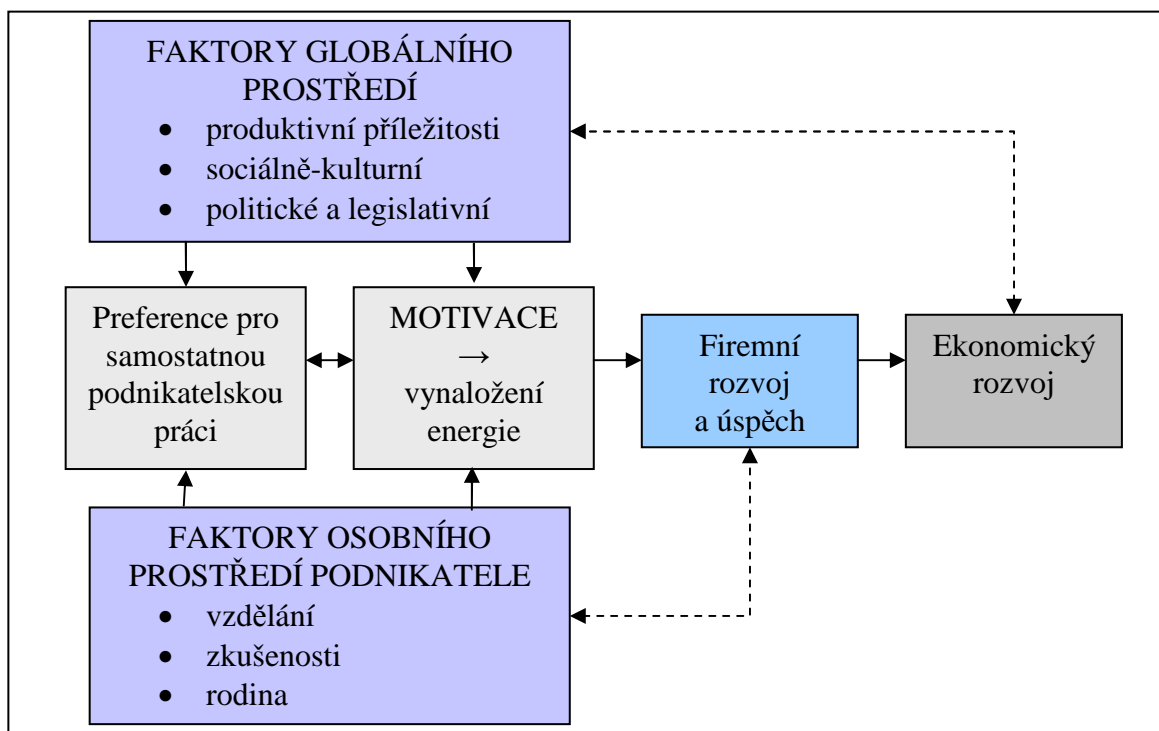 FAKTORY GLOBÁLNÍHO
PROSTŘEDÍ
• produktivní příležitosti
• sociálně-kulturní
• politické a legislativní
Preference pro
samostatnou
podnikatelskou
práci
MOTIVACE
→
vynaložení
energie
Firemní
rozvoj
a úspěch
Ekonomický
rozvoj
FAKTORY OSOBNÍHO
PROSTŘEDÍ PODNIKATELE
• vzdělání
• zkušenosti
• rodina